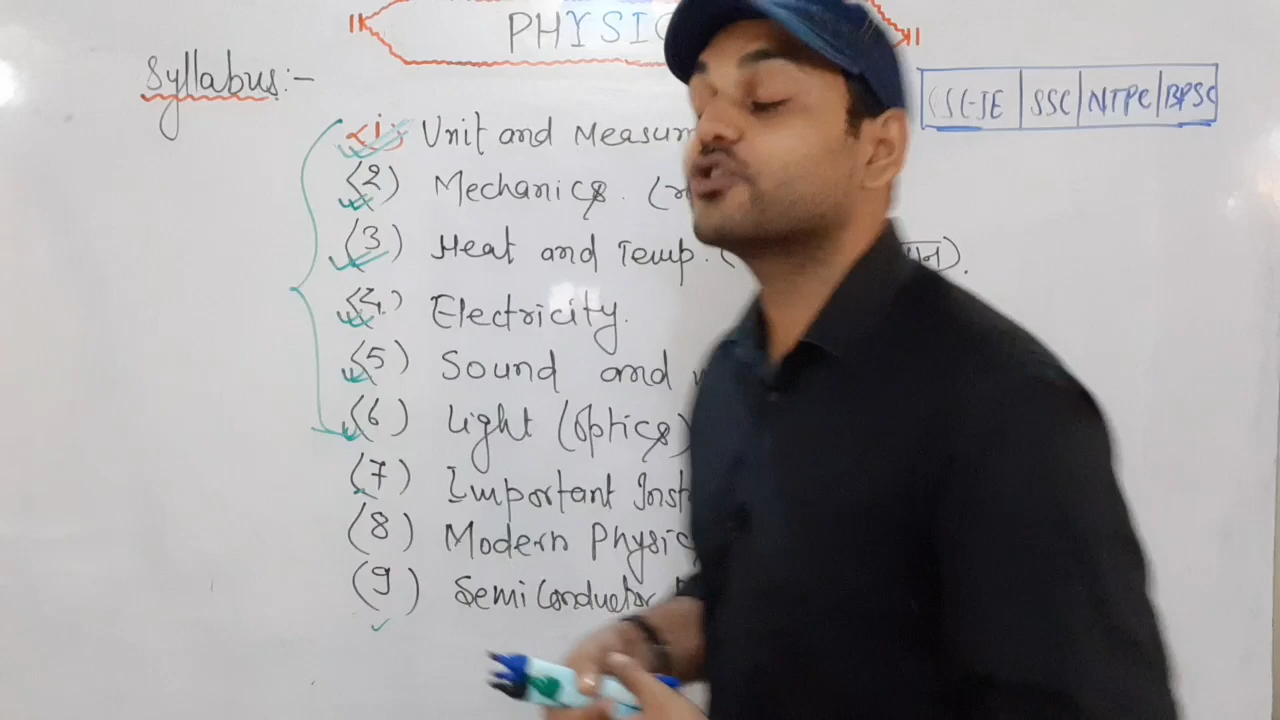 PHYSIC
Syllabus:-
SSC-JE | SSC | NTPC | BPSC
<1> Unit and Measur
(2) Mechanics. (
(3) Heat and Temp. ( ).
<4.> Electricity.
(5) Sound and
(6) Light (Optics)
(7) Important Inst
(8) Modern Physic
(9) Semiconductor